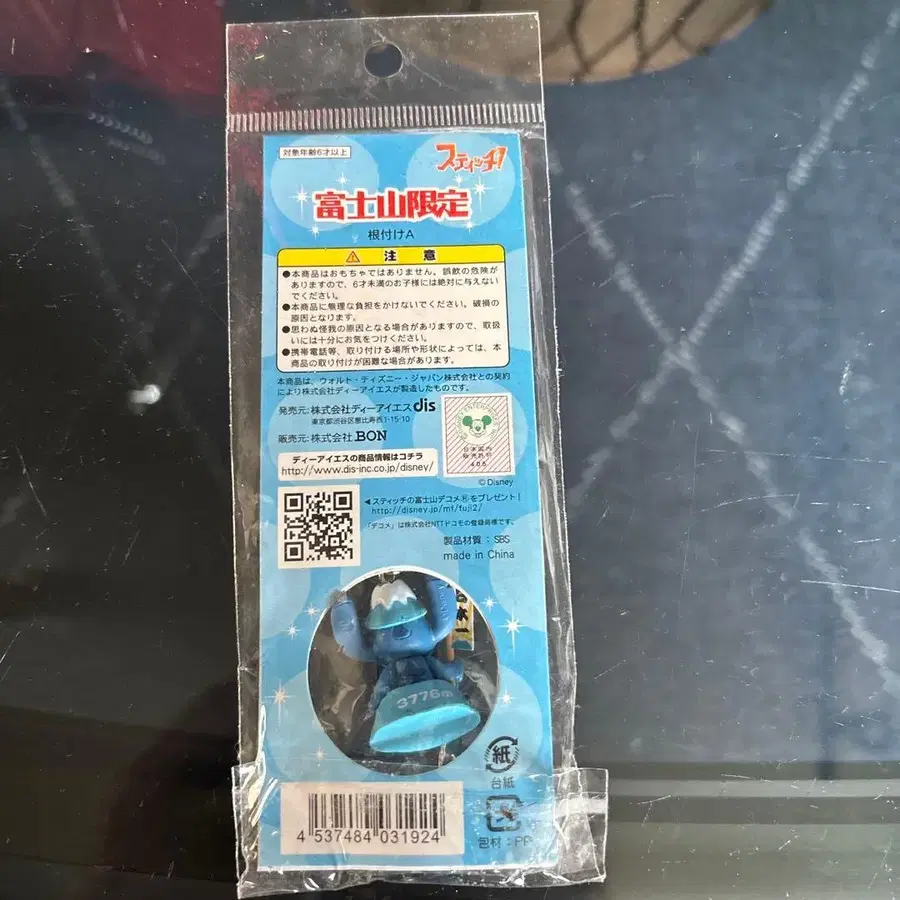 対象年齢6才以上
スティッチ!
富士山限定
根付けA
注意
●本商品はおもちゃではありません。誤飲の危険が
ありますので、6才未満のお子様には絶対に与えない
でください。
●本商品に無理な負担をかけないでください。破損の
原因となります。
●思わぬ怪我の原因となる場合がありますので、取扱
いには十分にお気をつけください。
●携帯電話等、取り付ける場所や形状によっては、本
商品の取り付けが困難な場合があります。
本商品は、ウォルト・ディズニー・ジャパン株式会社との契約
により株式会社ディーアイエスが製造したものです。
発売元:株式会社ディーアイエス dis
東京都渋谷区恵比寿西1-15-10
販売元:株式会社BON
ディーアイエスの商品情報はコチラ
http://www.dis-inc.co.jp/disney/
日本国内
販売許可
405
©Disney
◀スティッチの富士山デコメ®をプレゼント!
http://disney.jp/mf/fuji2/
「デコメ」は株式会社NTTドコモの登録商標です。
製品材質:SBS
made in China
3776m
紙
台紙
4 537484 031924
包材:PP